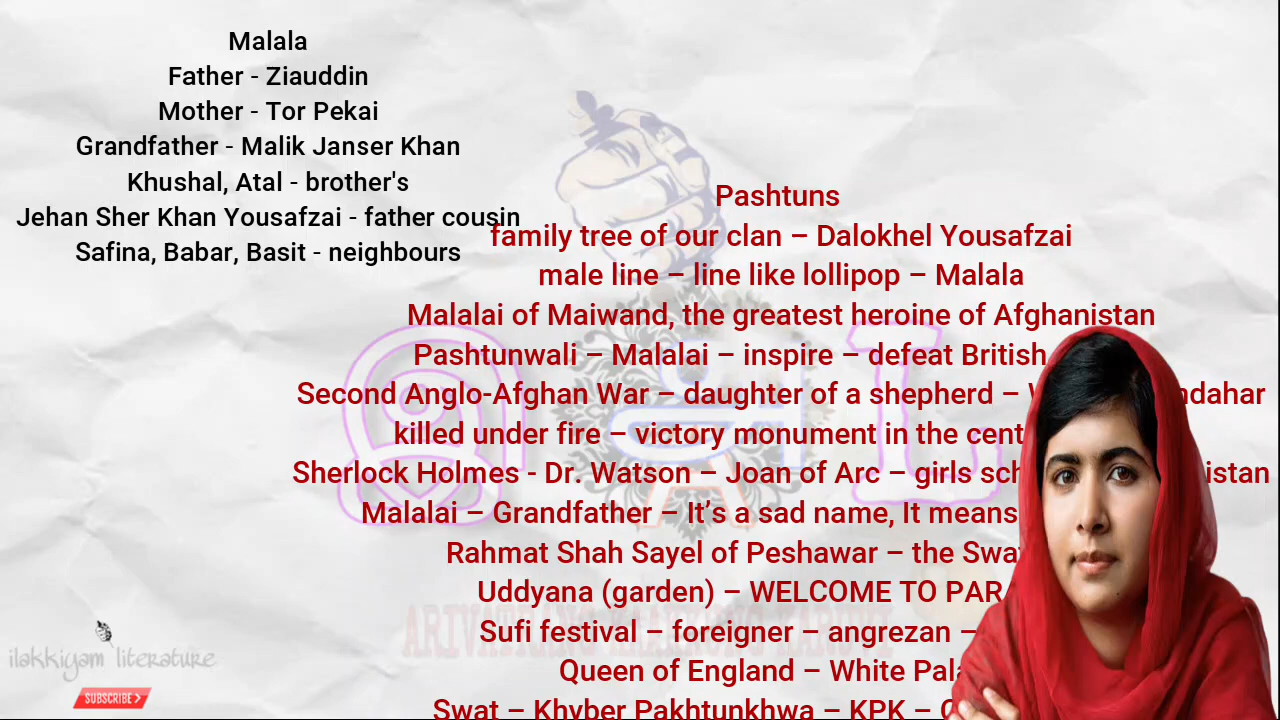 Malala
Father - Ziauddin
Mother - Tor Pekai
Grandfather - Malik Janser Khan
Khushal, Atal - brother's
Jehan Sher Khan Yousafzai - father cousin
Safina, Babar, Basit - neighbours
Pashtuns
family tree of our clan – Dalokhel Yousafzai
male line – line like lollipop – Malala
Malalai of Maiwand, the greatest heroine of Afghanistan
Pashtunwali – Malalai – inspire – defeat British
Second Anglo-Afghan War – daughter of a shepherd –
killed under fire – victory monument in the
Sherlock Holmes - Dr. Watson – Joan of Arc – girls
Malalai – Grandfather – It’s a sad name, It means
Rahmat Shah Sayel of Peshawar – the
Uddyana (garden) – WELCOME TO
Sufi festival – foreigner – angrezan –
Queen of England – White
Swat – Khyber Pakhtunkhwa – KPK –
ARIVATRANG
ilakkiyam literature
SUBSCRIBE >